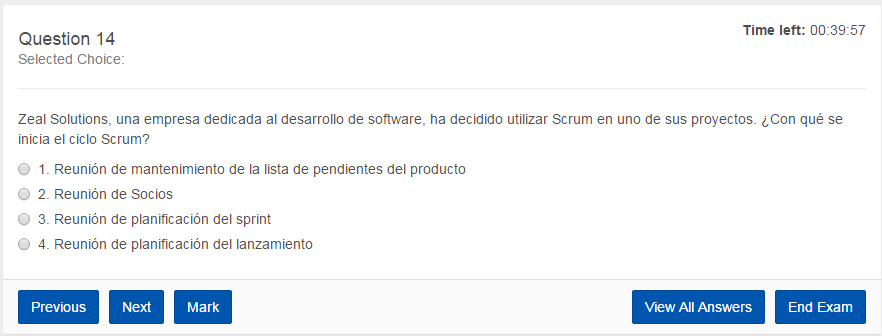 Question 14
Time left: 00:39:57
Selected Choice:
Zeal Solutions, una empresa dedicada al desarrollo de software, ha decidido utilizar Scrum en uno de sus proyectos. ¿Con qué se
inicia el ciclo Scrum?
1. Reunión de mantenimiento de la lista de pendientes del producto
2. Reunión de Socios
3. Reunión de planificación del sprint
4. Reunión de planificación del lanzamiento
Previous Next Mark View All Answers End Exam